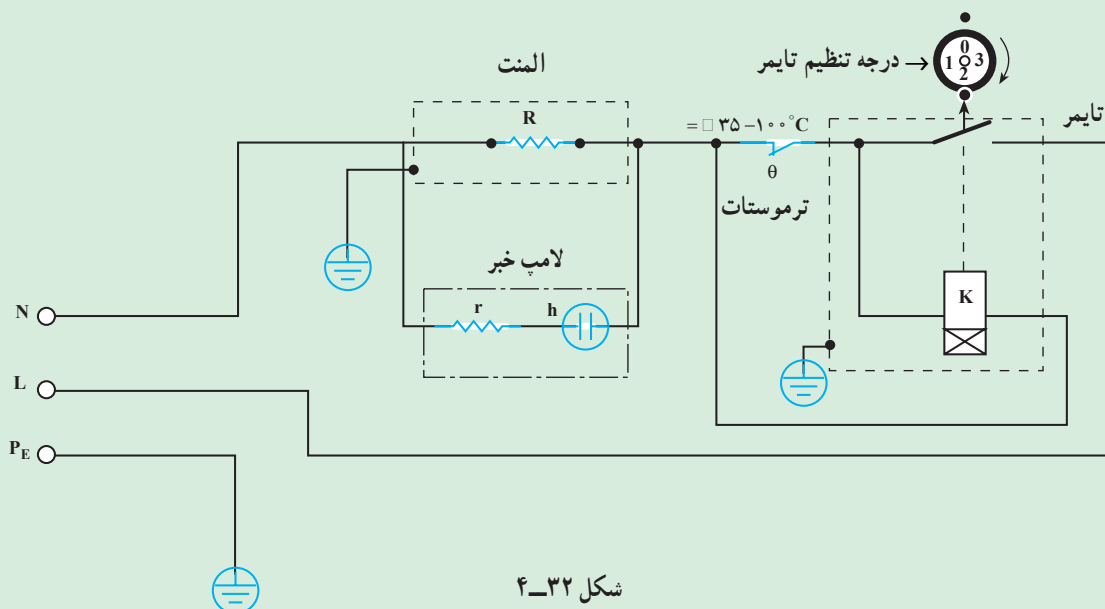 0
1 3
2
درجه تنظیم تایمر
تایمر
المنت
R
= □ ۳۵ –۱۰۰°C
θ
ترموستات
لامپ خبر
r
h
K
N
L
PE
شکل ۳۲ــ۴